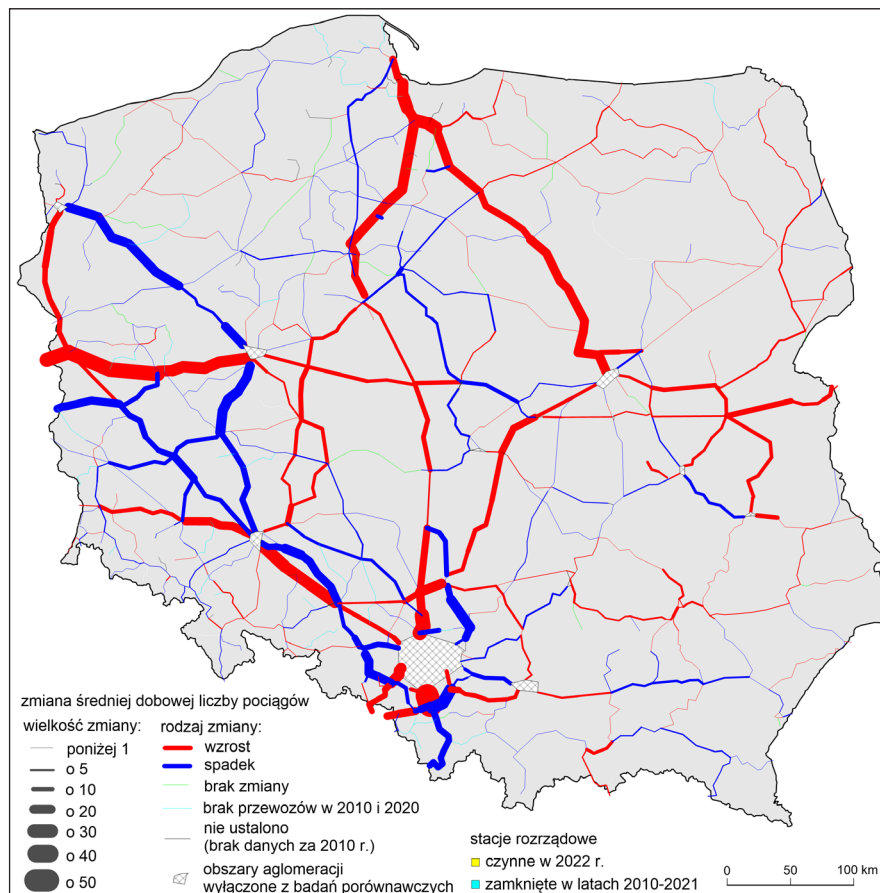 zmiana średniej dobowej liczby pociągów
wielkość zmiany:
poniżej 1
o 5
o 10
o 20
o 30
o 40
o 50
rodzaj zmiany:
wzrost
spadek
brak zmiany
brak przewozów w 2010 i 2020
nie ustalono
(brak danych za 2010 r.)
obszary aglomeracji
wyłączone z badań porównawczych
stacje rozrządowe
czynne w 2022 r.
zamknięte w latach 2010-2021
0 50 100 km